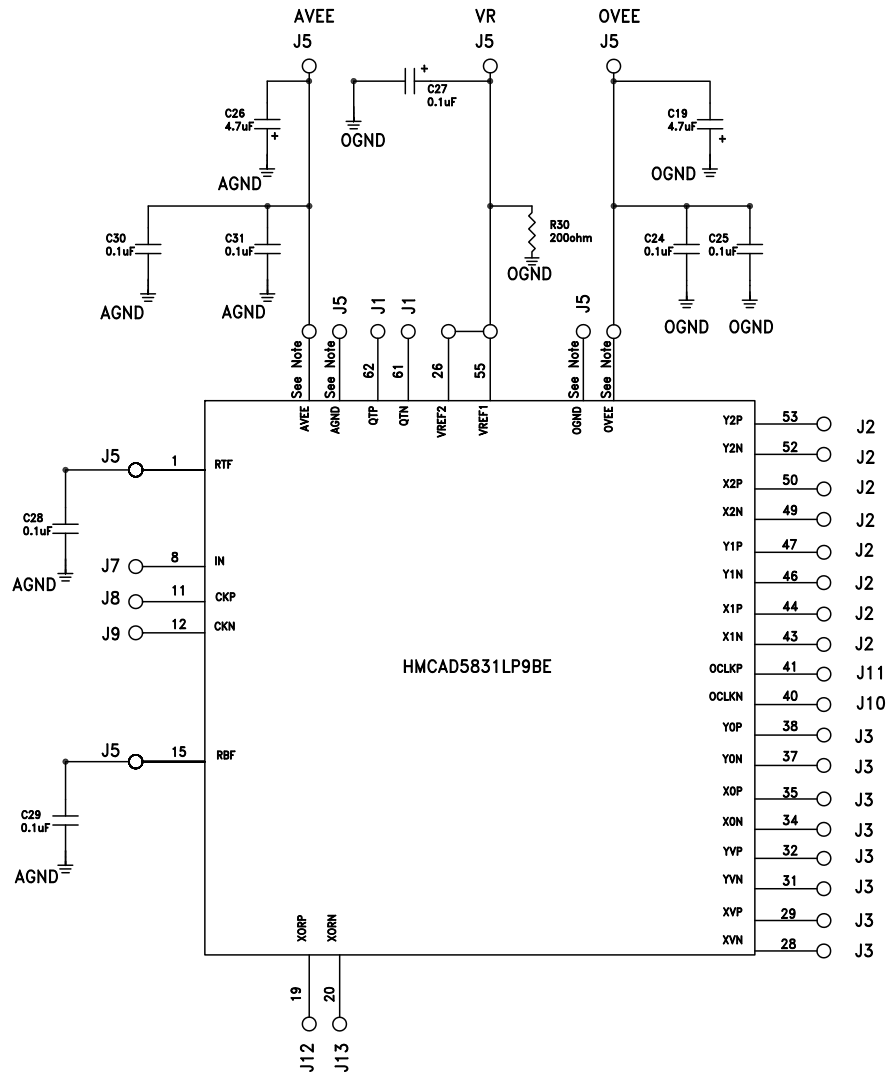 AVEE
J5
VR
J5
OVEE
J5
C26
4.7uF
AGND
C27
0.1uF
OGND
C19
4.7uF
OGND
C30
0.1uF
AGND
C31
0.1uF
AGND
R30
200ohm
OGND
C24
0.1uF
OGND
C25
0.1uF
OGND
See Note
AVEE
J5
See Note
AGND
J1
62
QTP
J1
61
QTN
26
VREF2
55
VREF1
J5
See Note
OGND
See Note
OVEE
J5
1
RTF
C28
0.1uF
AGND
J7
8
IN
J8
11
CKP
J9
12
CKN
J5
15
RBF
C29
0.1uF
AGND
HMCAD5831LP9BE
Y2P 53 J2
Y2N 52 J2
X2P 50 J2
X2N 49 J2
Y1P 47 J2
Y1N 46 J2
X1P 44 J2
X1N 43 J2
OCLKP 41 J11
OCLKN 40 J10
Y0P 38 J3
Y0N 37 J3
X0P 35 J3
X0N 34 J3
YVP 32 J3
YVN 31 J3
XVP 29 J3
XVN 28 J3
XORP
19
J12
XORN
20
J13